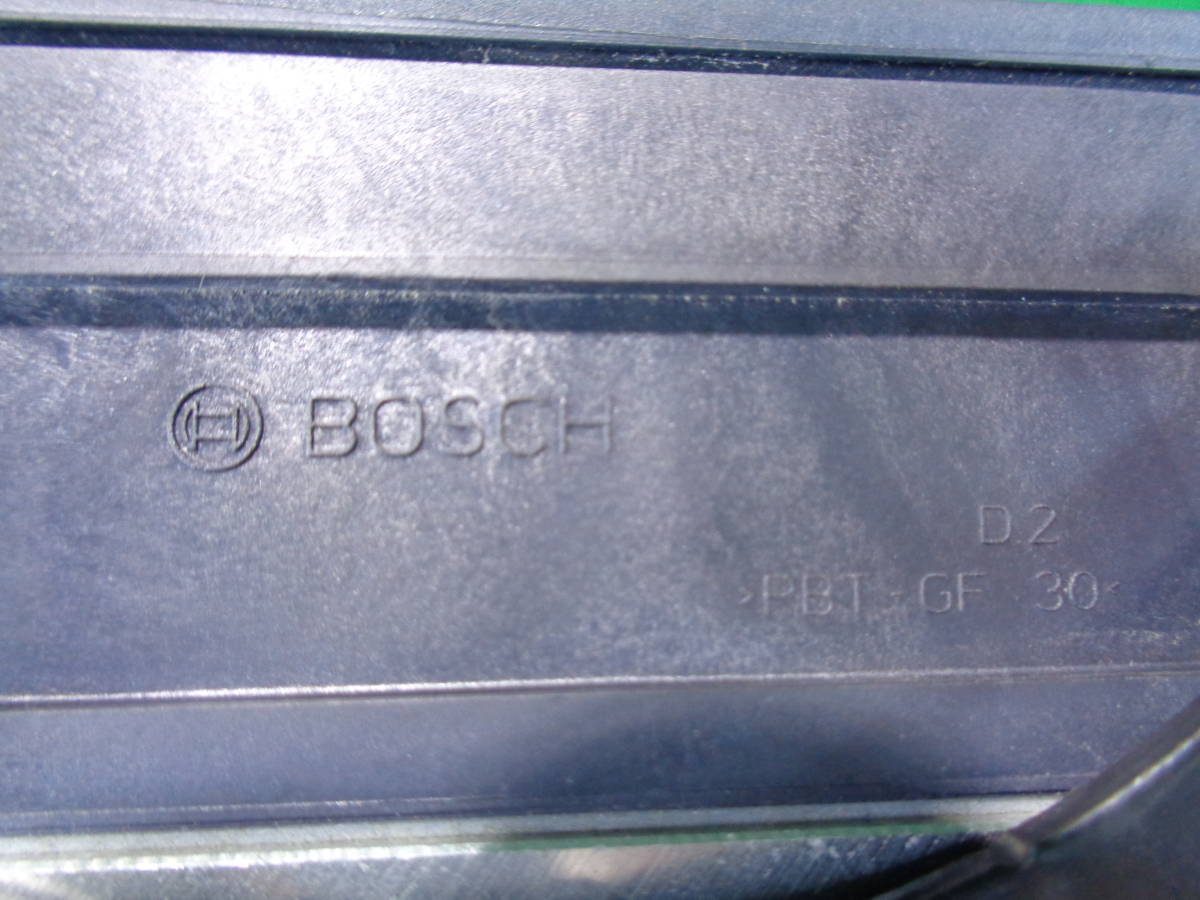 BOSCH
D.2
>PBT-GF 30<